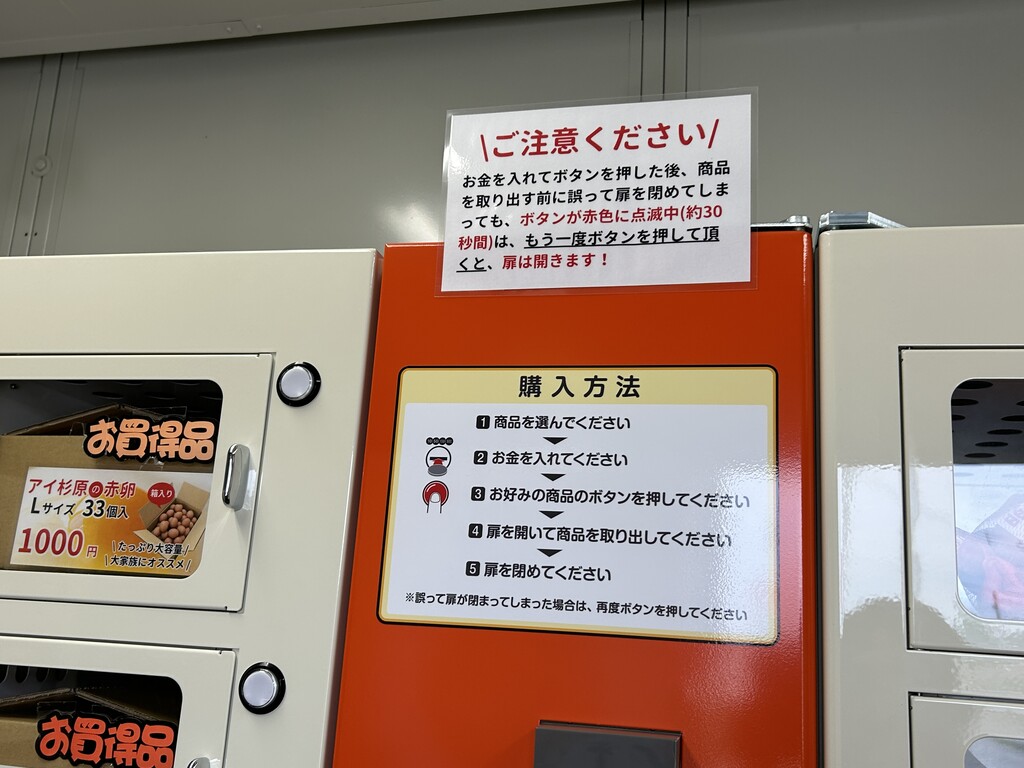 \ご注意ください/
お金を入れてボタンを押した後、商品
を取り出す前に誤って扉を閉めてしま
っても、ボタンが赤色に点滅中(約30
秒間)は、もう一度ボタンを押して頂
くと、扉は開きます！
購入方法
1 商品を選んでください
2 お金を入れてください
3 お好みの商品のボタンを押してください
4 扉を開いて商品を取り出してください
5 扉を閉めてください
※誤って扉が閉まってしまった場合は、再度ボタンを押してください
お買得品
アイ杉原の赤卵
箱入り
Lサイズ 33個入
1000円
\たっぷり大容量/
\大家族にオススメ/
お買得品